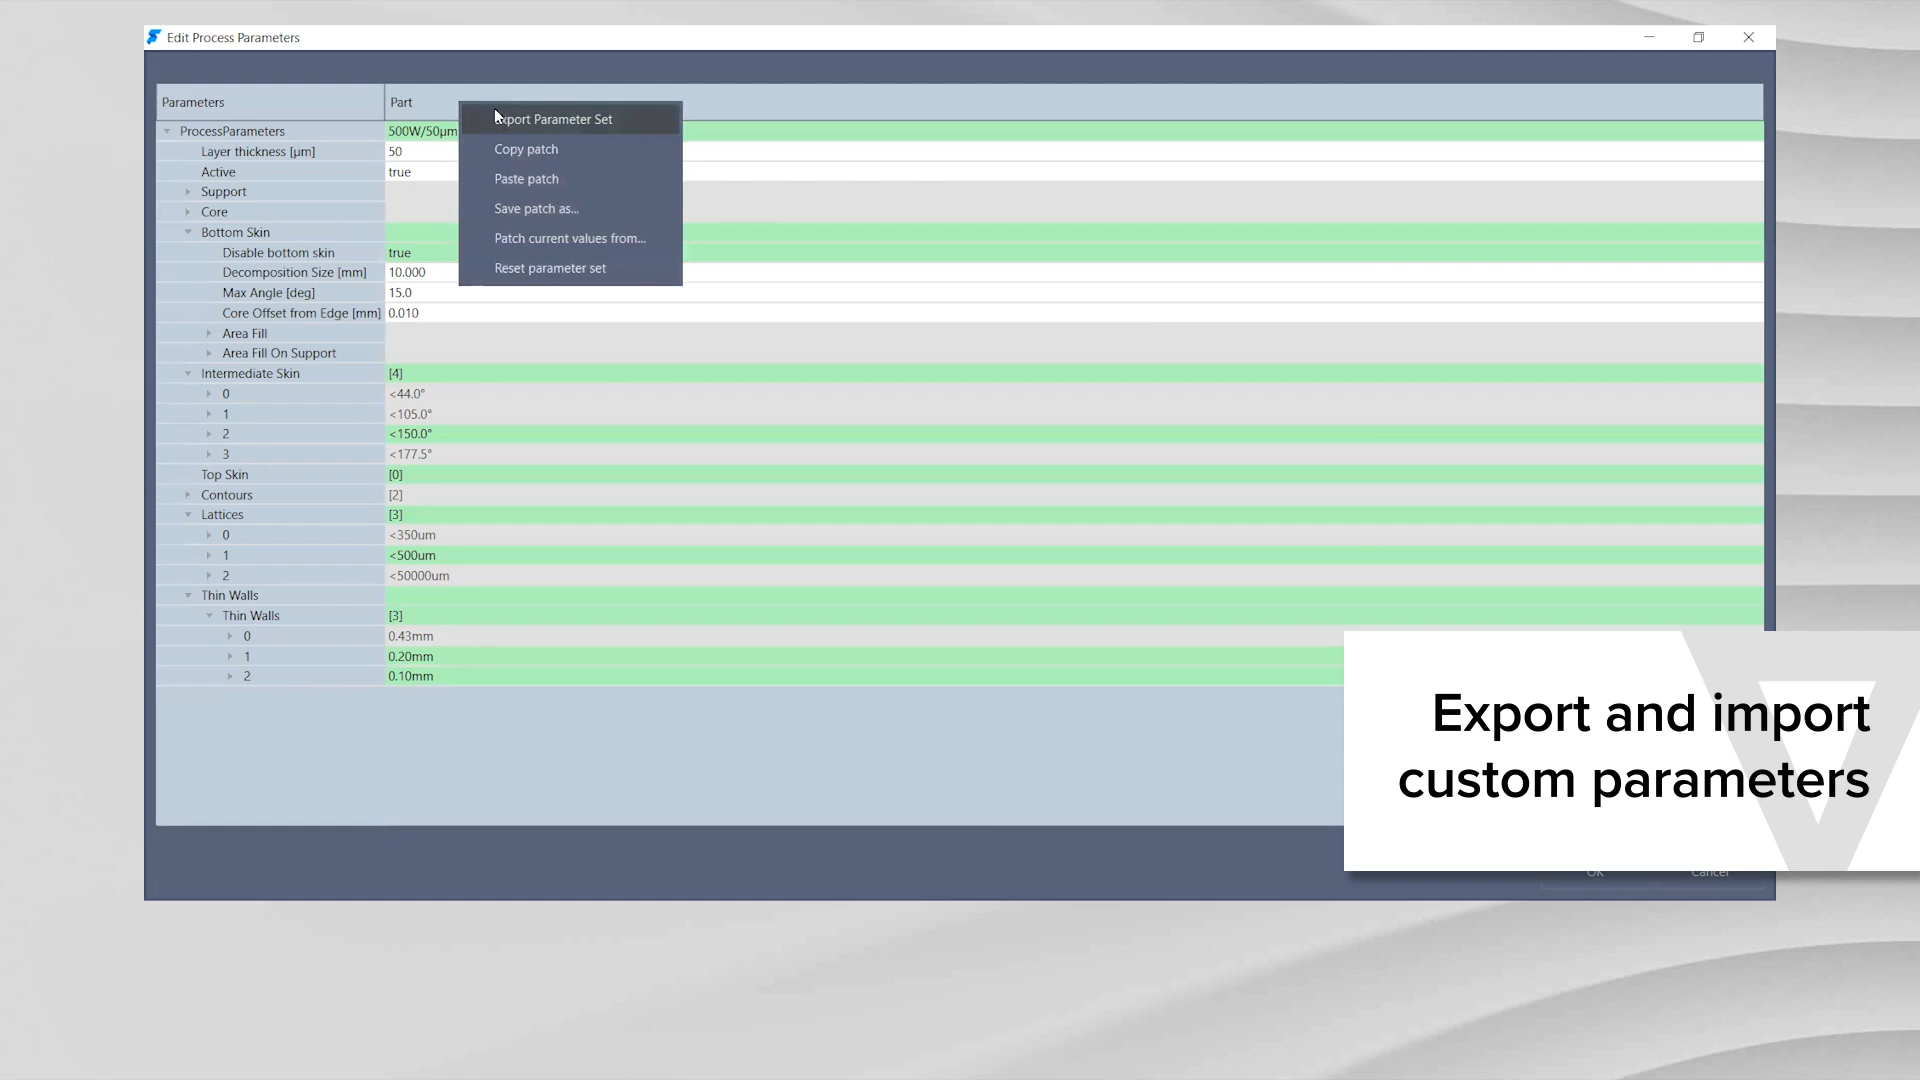 Edit Process Parameters
Parameters Part
ProcessParameters 500W/50μm
Layer thickness [μm] 50
Active true
Support
Core
Bottom Skin
Disable bottom skin true
Decomposition Size [mm] 10.000
Max Angle [deg] 15.0
Core Offset from Edge [mm] 0.010
Area Fill
Area Fill On Support
Intermediate Skin [4]
0 <44.0°
1 <105.0°
2 <150.0°
3 <177.5°
Top Skin [0]
Contours [2]
Lattices [3]
0 <350um
1 <500um
2 <50000um
Thin Walls
Thin Walls [3]
0 0.43mm
1 0.20mm
2 0.10mm
Export Parameter Set
Copy patch
Paste patch
Save patch as...
Patch current values from...
Reset parameter set
Export and import
custom parameters
OK Cancel